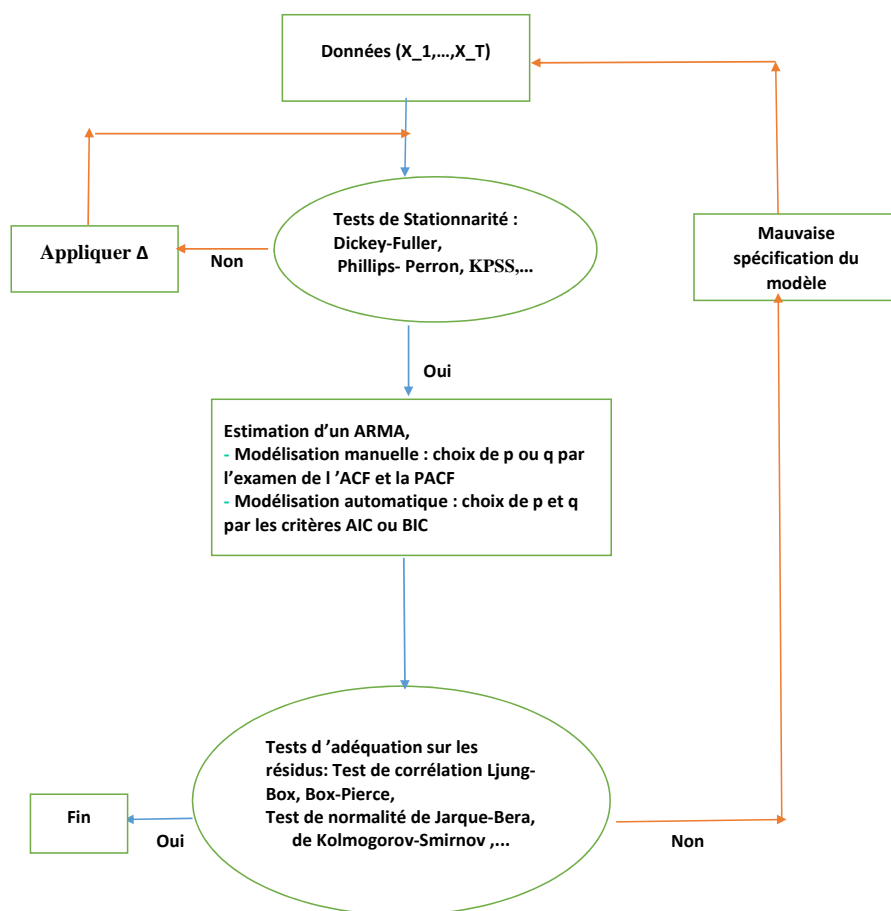 Données (X_1,…,X_T)
Tests de Stationnarité :
Dickey-Fuller,
Phillips- Perron, KPSS,...
Appliquer Δ
Non
Mauvaise
spécification du
modèle
Oui
Estimation d’un ARMA,
- Modélisation manuelle : choix de p ou q par
l’examen de l ’ACF et la PACF
- Modélisation automatique : choix de p et q
par les critères AIC ou BIC
Tests d ’adéquation sur les
résidus: Test de corrélation Ljung-
Box, Box-Pierce,
Test de normalité de Jarque-Bera,
de Kolmogorov-Smirnov ,...
Fin
Oui
Non